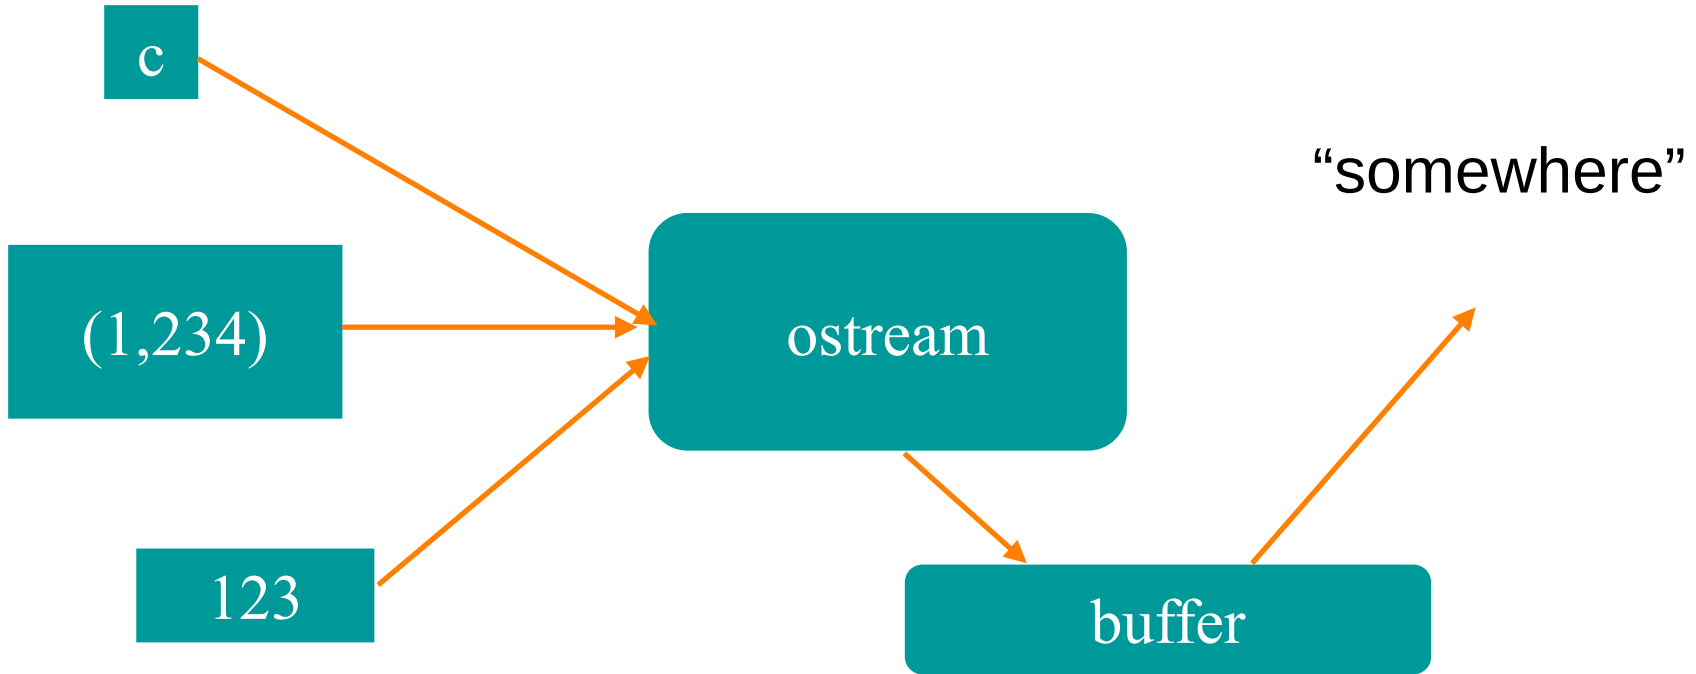 c
“somewhere”
(1,234)
ostream
123
buffer